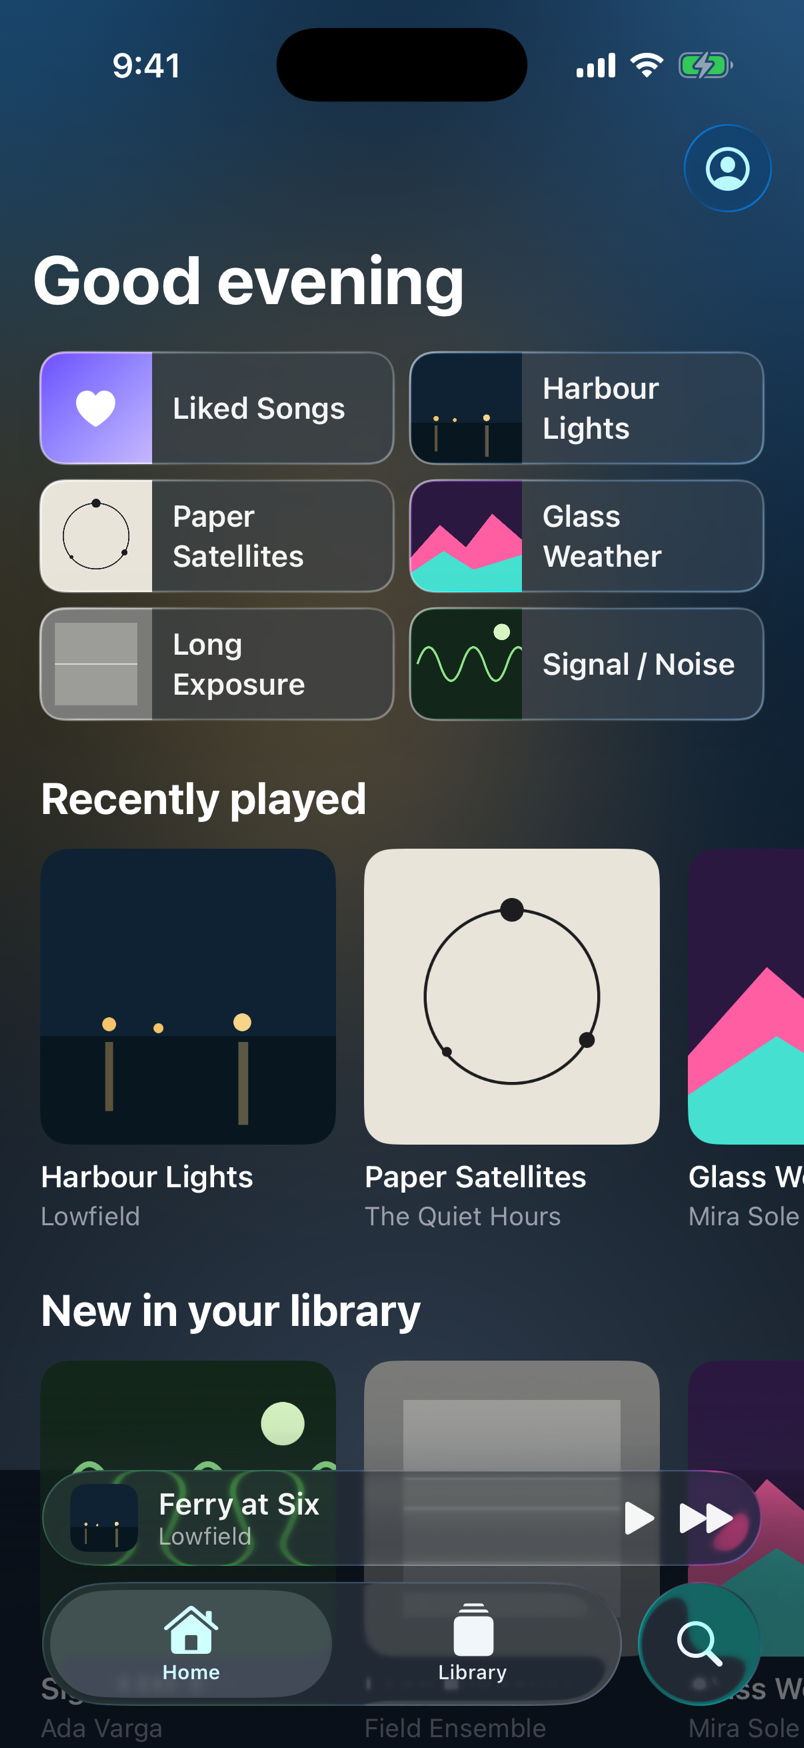 9:41
Good evening
Liked Songs
Harbour
Lights
Paper
Satellites
Glass
Weather
Long
Exposure
Signal / Noise
Recently played
Harbour Lights
Lowfield
Paper Satellites
The Quiet Hours
Glass
Mira Sole
New in your library
Ferry at Six
Lowfield
Home
Library
Ada Varga
Field Ensemble
Mira Sole